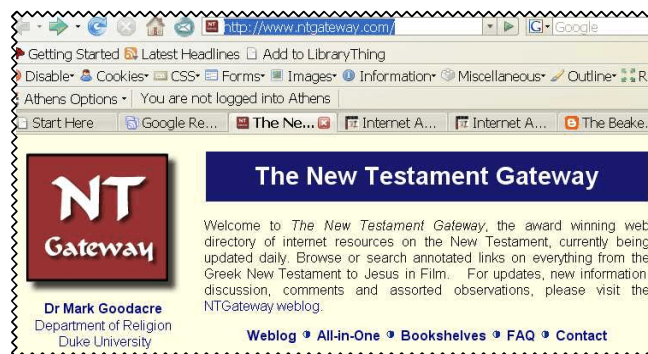 http://www.ntgateway.com/ G Google
Getting Started Latest Headlines Add to LibraryThing
Disable Cookies CSS Forms Images Information Miscellaneous Outline R
Athens Options You are not logged into Athens
Start Here Google Re... The Ne... Internet A... Internet A... The Beake
NT
Gateway
The New Testament Gateway
Welcome to The New Testament Gateway, the award winning web
directory of internet resources on the New Testament, currently being
updated daily. Browse or search annotated links on everything from the
Greek New Testament to Jesus in Film. For updates, new information
discussion, comments and assorted observations, please visit the
NTGateway weblog.
Dr Mark Goodacre
Department of Religion
Duke University
Weblog All-in-One Bookshelves FAQ Contact